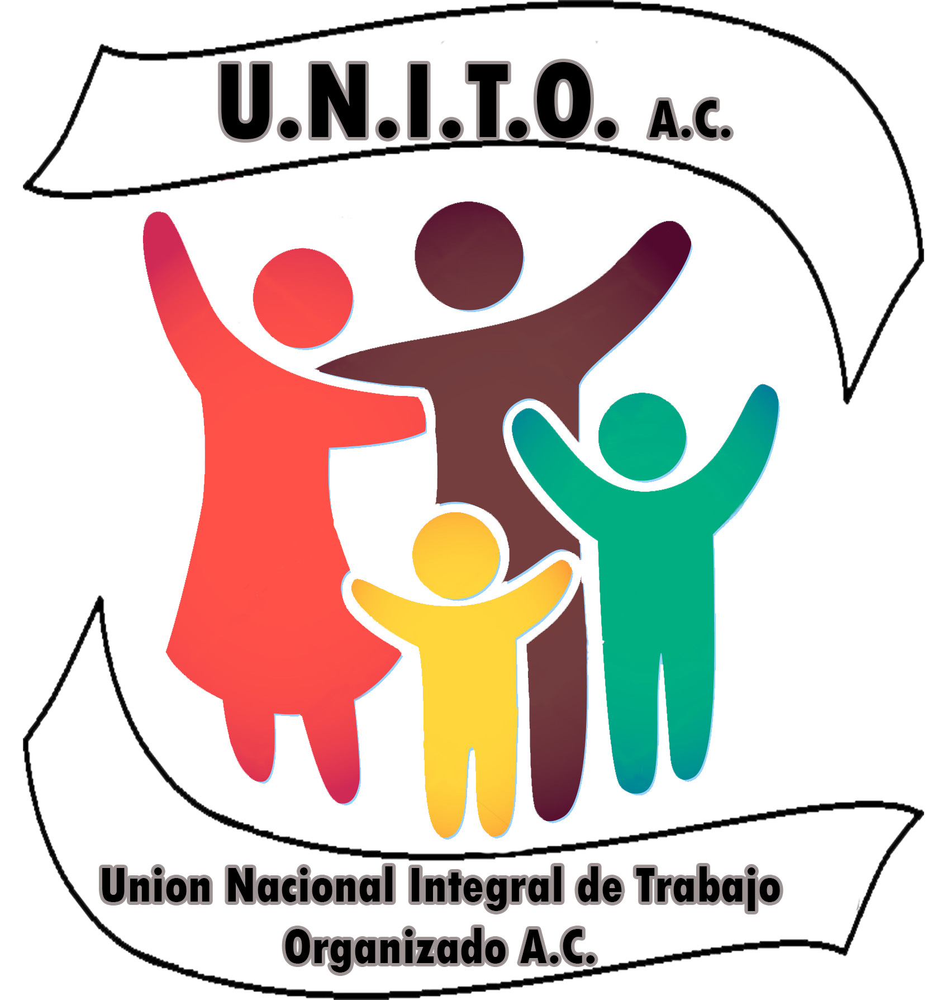 U.N.I.T.O. A.C.
Union Nacional Integral de Trabajo
Organizado A.C.